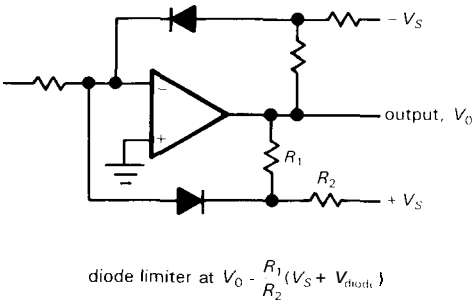 − V_S
−
output, V_0
+
R_1
R_2
+ V_S
diode limiter at V_0 - R_1/R_2 (V_S + V_diode)